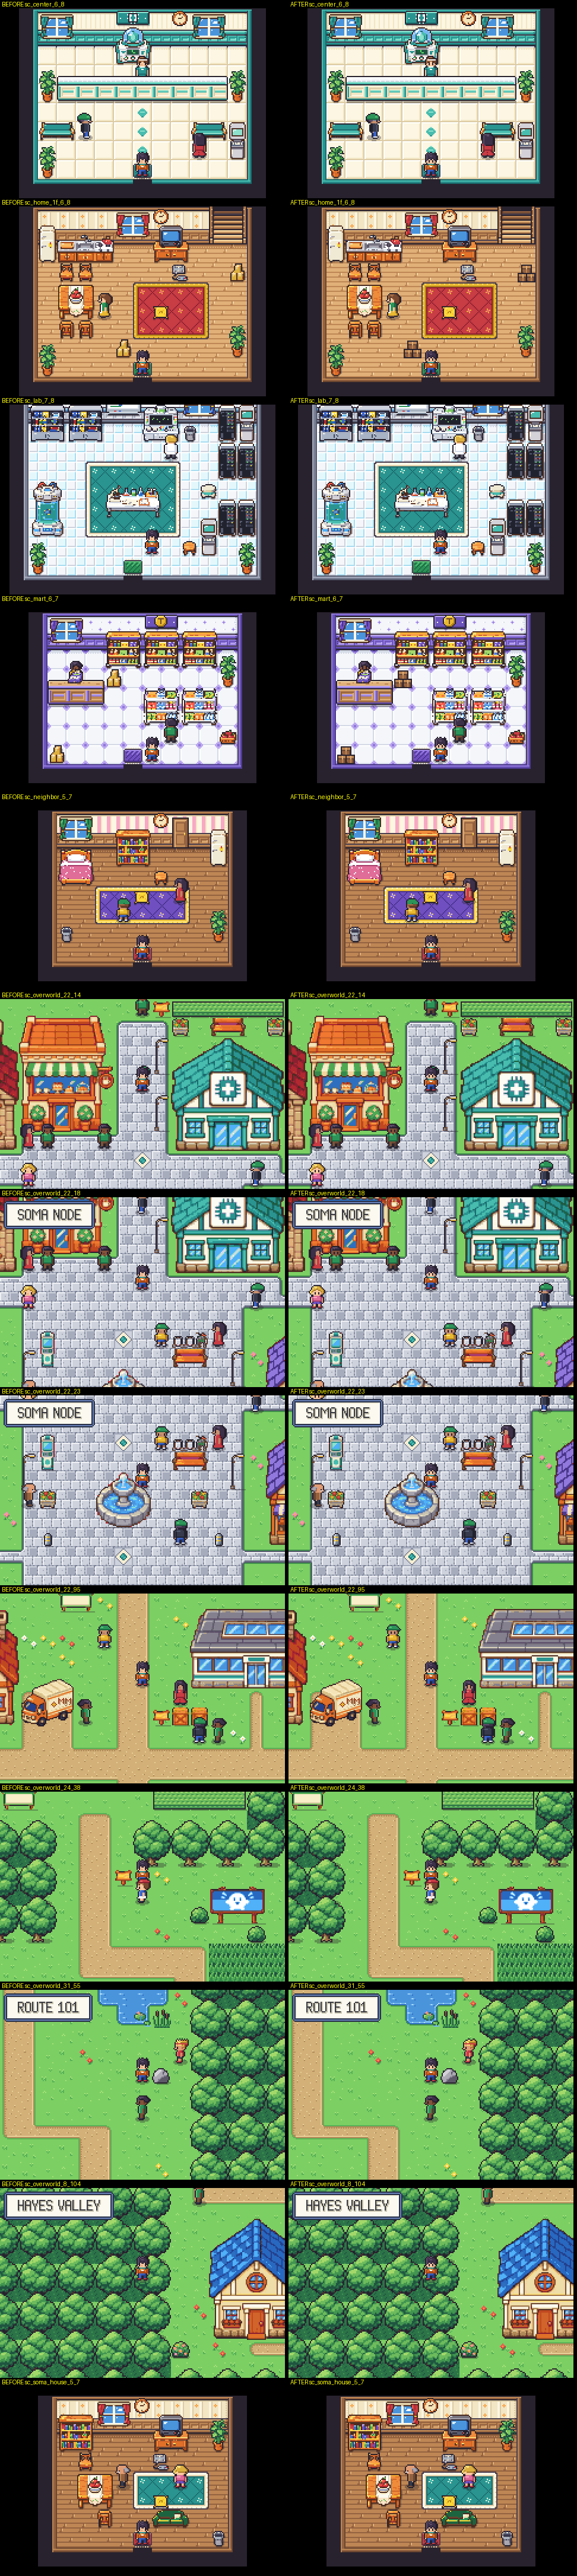 BEFORE sc_center_6_8
AFTER sc_center_6_8
BEFORE sc_home_1f_6_8
AFTER sc_home_1f_6_8
BEFORE sc_lab_7_8
AFTER sc_lab_7_8
BEFORE sc_mart_6_7
AFTER sc_mart_6_7
BEFORE sc_neighbor_5_7
AFTER sc_neighbor_5_7
BEFORE sc_overworld_22_14
AFTER sc_overworld_22_14
BEFORE sc_overworld_22_18
AFTER sc_overworld_22_18
SOMA NODE
SOMA NODE
BEFORE sc_overworld_22_23
AFTER sc_overworld_22_23
SOMA NODE
SOMA NODE
BEFORE sc_overworld_22_95
AFTER sc_overworld_22_95
BEFORE sc_overworld_24_38
AFTER sc_overworld_24_38
BEFORE sc_overworld_31_55
AFTER sc_overworld_31_55
ROUTE 101
ROUTE 101
BEFORE sc_overworld_8_104
AFTER sc_overworld_8_104
HAYES VALLEY
HAYES VALLEY
BEFORE sc_soma_house_5_7
AFTER sc_soma_house_5_7